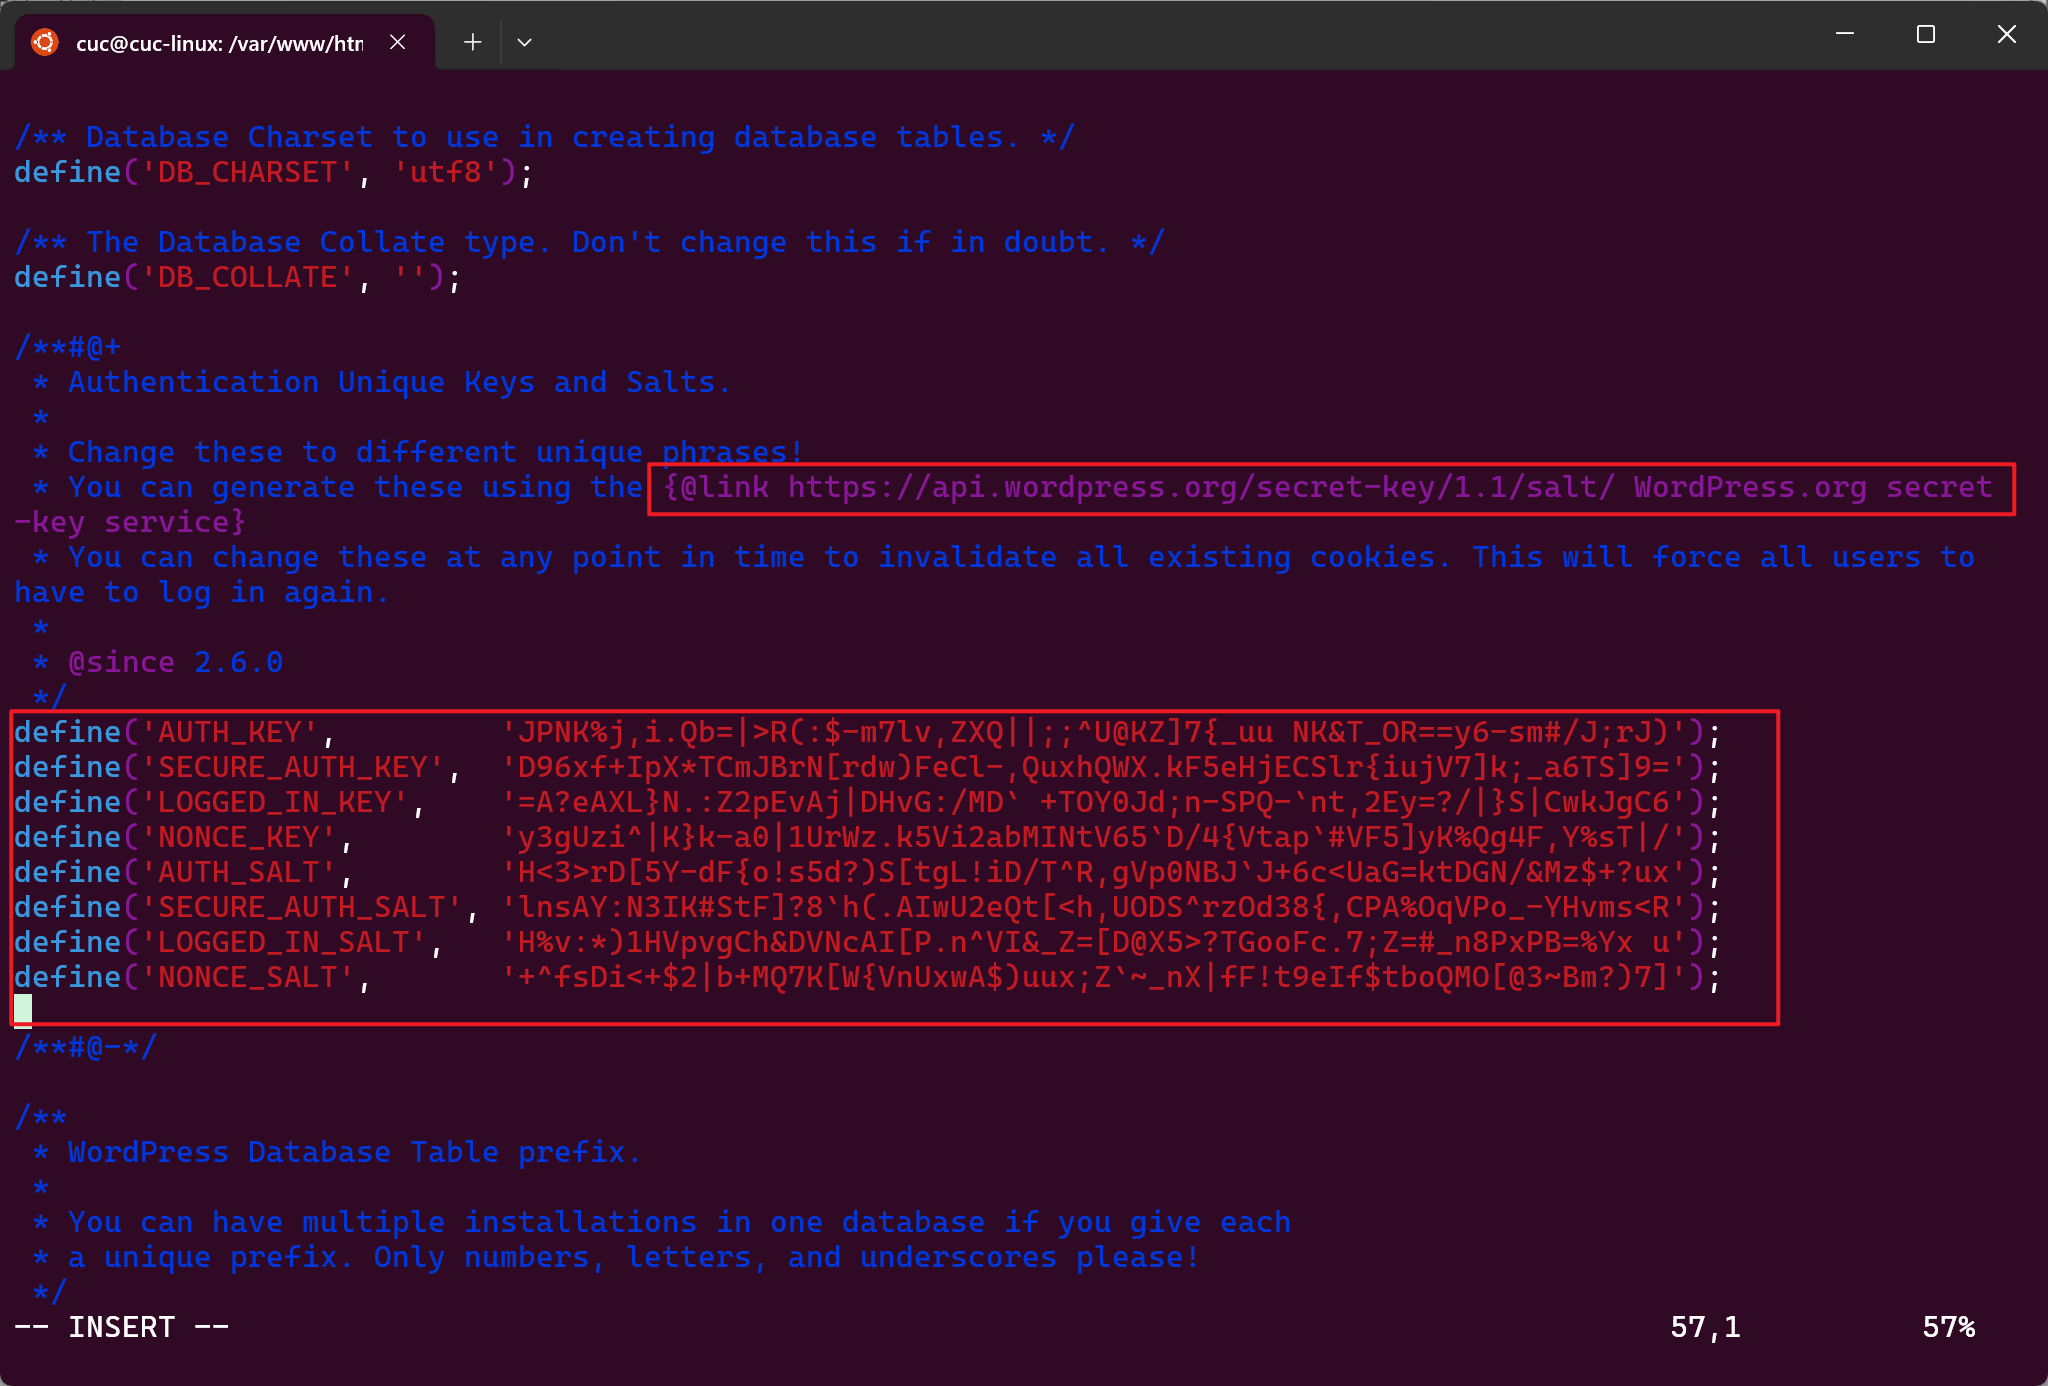 cuc@cuc-linux: /var/www/htm
/** Database Charset to use in creating database tables. */
define('DB_CHARSET', 'utf8');
/** The Database Collate type. Don't change this if in doubt. */
define('DB_COLLATE', '');
/**#@+
 * Authentication Unique Keys and Salts.
 *
 * Change these to different unique phrases!
 * You can generate these using the {@link https://api.wordpress.org/secret-key/1.1/salt/ WordPress.org secret
-key service}
 * You can change these at any point in time to invalidate all existing cookies. This will force all users to
have to log in again.
 *
 * @since 2.6.0
 */
define('AUTH_KEY',         'JPNK%j,i.Qb=|>R(:$-m7lv,ZXQ||;;^U@KZ]7{_uu NK&T_OR==y6-sm#/J;rJ)');
define('SECURE_AUTH_KEY',  'D96xf+IpX*TCmJBrN[rdw)FeCl-,QuxhQWX.kF5eHjECSlr{iujV7]k;_a6TS]9=');
define('LOGGED_IN_KEY',    '=A?eAXL}N.:Z2pEvAj|DHvG:/MD` +TOY0Jd;n-SPQ-`nt,2Ey=?/|}S|CwkJgC6');
define('NONCE_KEY',        'y3gUzi^|K}k-a0|1UrWz.k5Vi2abMINtV65`D/4{Vtap`#VF5]yK%Qg4F,Y%sT|/');
define('AUTH_SALT',        'H<3>rD[5Y-dF{o!s5d?)S[tgL!iD/T^R,gVp0NBJ`J+6c<UaG=ktDGN/&Mz$+?ux');
define('SECURE_AUTH_SALT', 'lnsAY:N3IK#StF]?8`h(.AIwU2eQt[<h,UODS^rzOd38{,CPA%OqVPo_-YHvms<R');
define('LOGGED_IN_SALT',   'H%v:*)1HVpvgCh&DVNcAI[P.n^VI&_Z=[D@X5>?TGooFc.7;Z=#_n8PxPB=%Yx u');
define('NONCE_SALT',       '+^fsDi<+$2|b+MQ7K[W{VnUxwA$)uux;Z`~_nX|fF!t9eIf$tboQMO[@3~Bm?)7]');
/**#@-*/
/**
 * WordPress Database Table prefix.
 *
 * You can have multiple installations in one database if you give each
 * a unique prefix. Only numbers, letters, and underscores please!
 */
-- INSERT --                                                                                57,1          57%